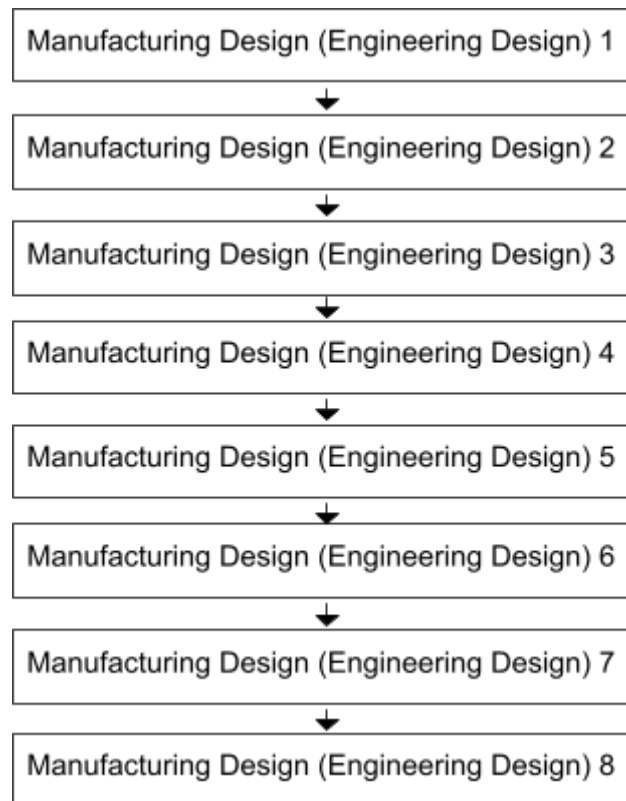 Manufacturing Design (Engineering Design) 1
Manufacturing Design (Engineering Design) 2
Manufacturing Design (Engineering Design) 3
Manufacturing Design (Engineering Design) 4
Manufacturing Design (Engineering Design) 5
Manufacturing Design (Engineering Design) 6
Manufacturing Design (Engineering Design) 7
Manufacturing Design (Engineering Design) 8